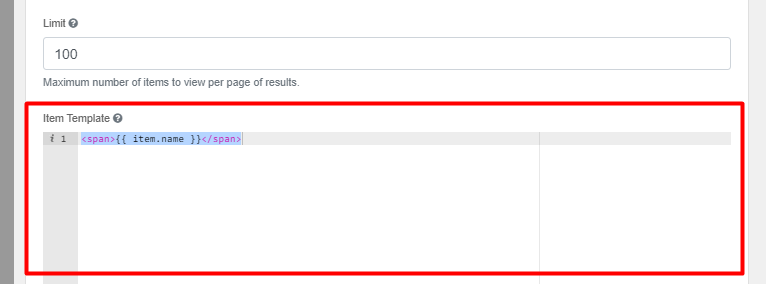 Limit
100
Maximum number of items to view per page of results.
Item Template
i 1 <span>{{ item.name }}</span>